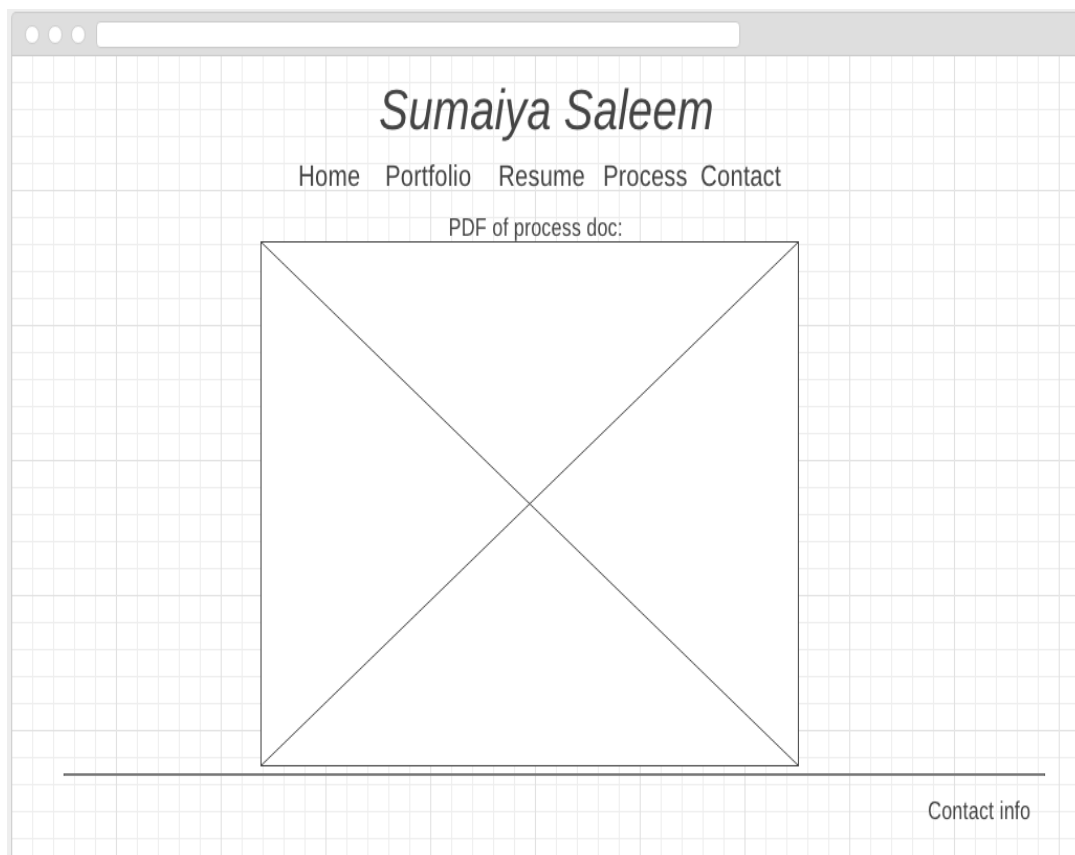 Sumaiya Saleem
Home Portfolio Resume Process Contact
PDF of process doc:
Contact info